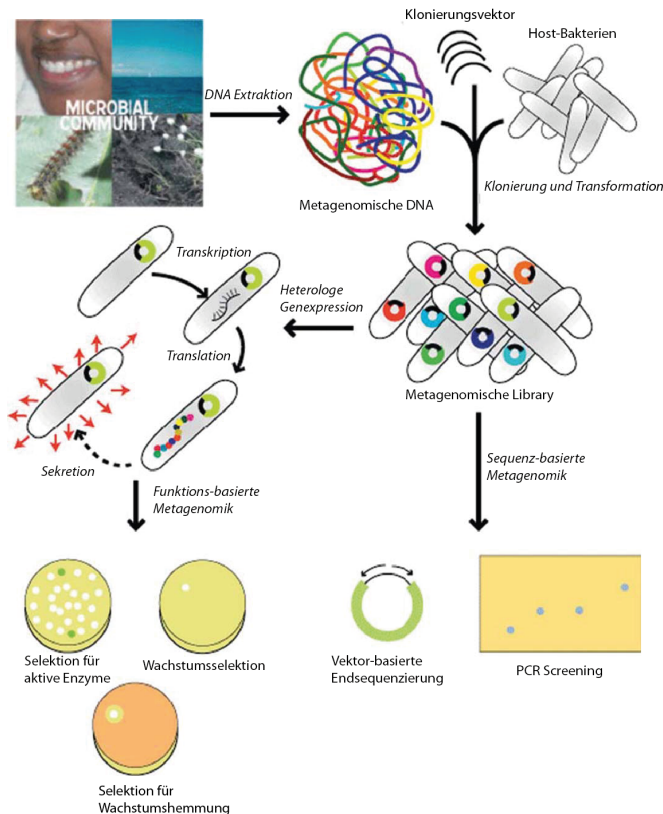 Klonierungsvektor
Host-Bakterien
MICROBIAL
COMMUNITY
DNA Extraktion
Metagenomische DNA
Klonierung und Transformation
Transkription
Heterologe
Genexpression
Translation
Metagenomische Library
Sekretion
Funktions-basierte
Metagenomik
Sequenz-basierte
Metagenomik
Selektion für
aktive Enzyme
Wachstumsselektion
Vektor-basierte
Endsequenzierung
PCR Screening
Selektion für
Wachstumshemmung